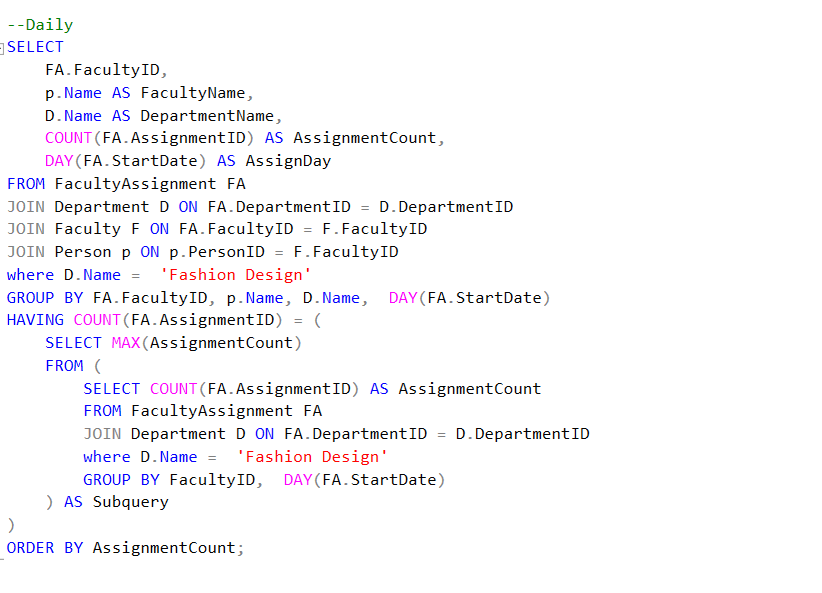 --Daily
SELECT
    FA.FacultyID,
    p.Name AS FacultyName,
    D.Name AS DepartmentName,
    COUNT(FA.AssignmentID) AS AssignmentCount,
    DAY(FA.StartDate) AS AssignDay
FROM FacultyAssignment FA
JOIN Department D ON FA.DepartmentID = D.DepartmentID
JOIN Faculty F ON FA.FacultyID = F.FacultyID
JOIN Person p ON p.PersonID = F.FacultyID
where D.Name =  'Fashion Design'
GROUP BY FA.FacultyID, p.Name, D.Name,  DAY(FA.StartDate)
HAVING COUNT(FA.AssignmentID) = (
    SELECT MAX(AssignmentCount)
    FROM (
        SELECT COUNT(FA.AssignmentID) AS AssignmentCount
        FROM FacultyAssignment FA
        JOIN Department D ON FA.DepartmentID = D.DepartmentID
        where D.Name =  'Fashion Design'
        GROUP BY FacultyID,  DAY(FA.StartDate)
    ) AS Subquery
)
ORDER BY AssignmentCount;